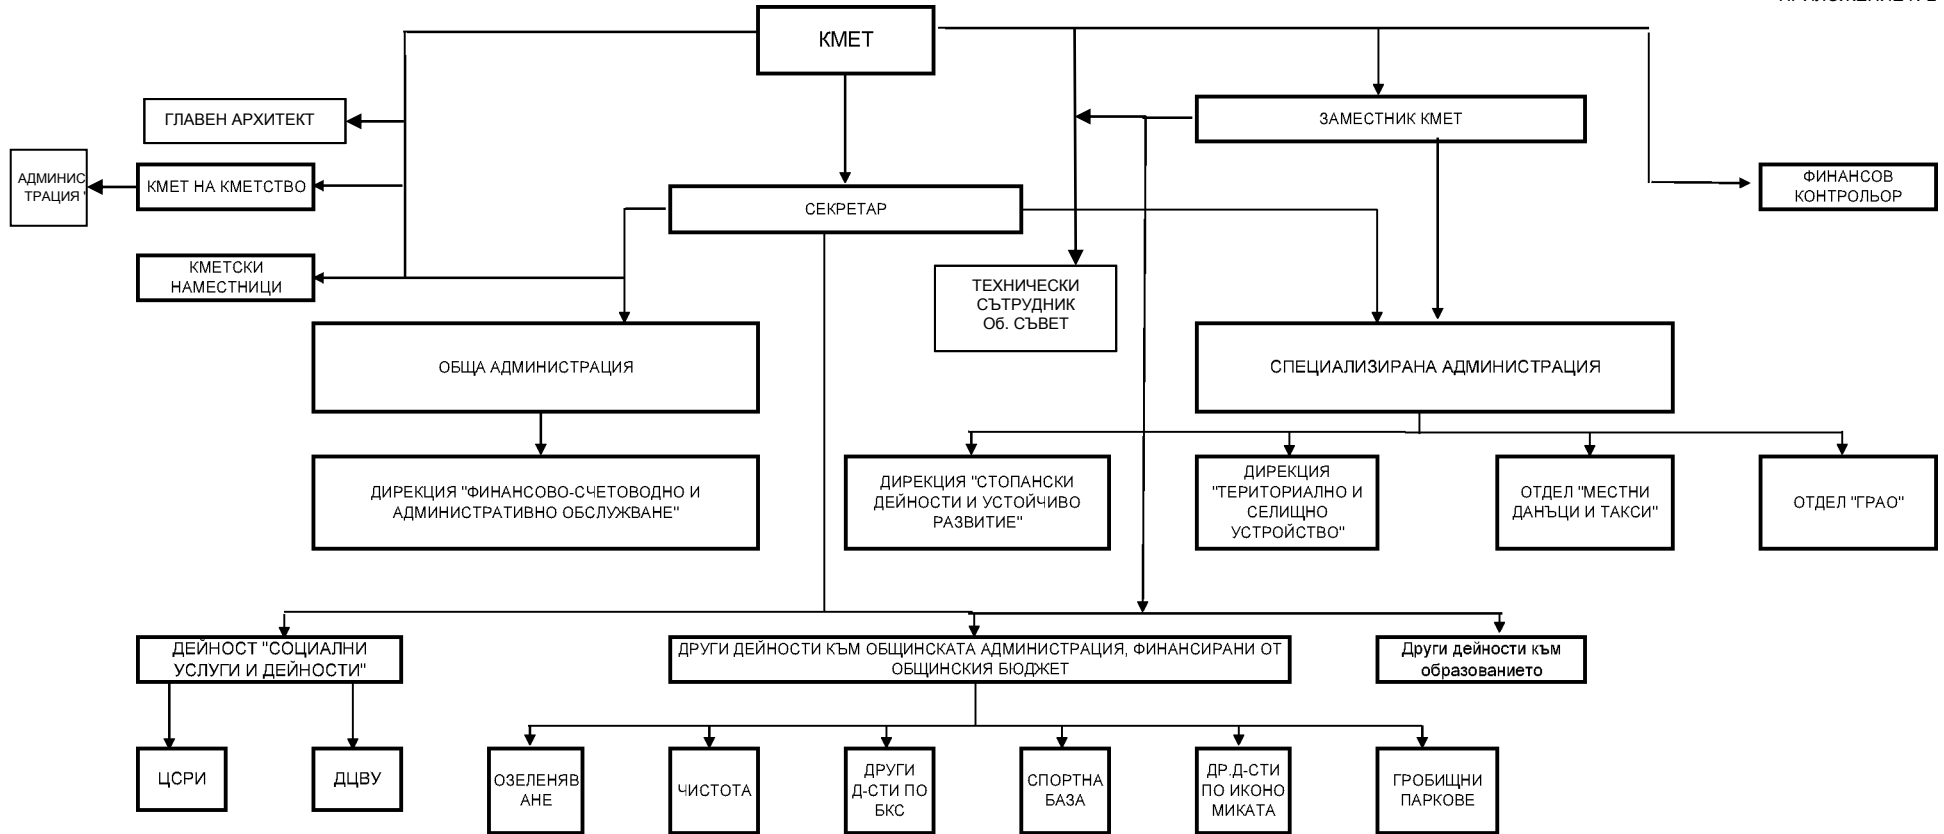 КМЕТ
ГЛАВЕН АРХИТЕКТ
ЗАМЕСТНИК КМЕТ
АДМИНИС
ТРАЦИЯ
КМЕТ НА КМЕТСТВО
СЕКРЕТАР
ФИНАНСОВ
КОНТРОЛЬОР
КМЕТСКИ
НАМЕСТНИЦИ
ТЕХНИЧЕСКИ
СЪТРУДНИК
Об. СЪВЕТ
ОБЩА АДМИНИСТРАЦИЯ
СПЕЦИАЛИЗИРАНА АДМИНИСТРАЦИЯ
ДИРЕКЦИЯ "ФИНАНСОВО-СЧЕТОВОДНО И
АДМИНИСТРАТИВНО ОБСЛУЖВАНЕ"
ДИРЕКЦИЯ "СТОПАНСКИ
ДЕЙНОСТИ И УСТОЙЧИВО
РАЗВИТИЕ"
ДИРЕКЦИЯ
"ТЕРИТОРИАЛНО И
СЕЛИЩНО
УСТРОЙСТВО"
ОТДЕЛ "МЕСТНИ
ДАНЪЦИ И ТАКСИ"
ОТДЕЛ "ГРАО"
ДЕЙНОСТ "СОЦИАЛНИ
УСЛУГИ И ДЕЙНОСТИ"
ДРУГИ ДЕЙНОСТИ КЪМ ОБЩИНСКАТА АДМИНИСТРАЦИЯ, ФИНАНСИРАНИ ОТ
ОБЩИНСКИЯ БЮДЖЕТ
Други дейности към
образованието
ЦСРИ
ДЦВУ
ОЗЕЛЕНЯВ
АНЕ
ЧИСТОТА
ДРУГИ
Д-СТИ ПО
БКС
СПОРТНА
БАЗА
ДР.Д-СТИ
ПО ИКОНО
МИКАТА
ГРОБИЩНИ
ПАРКОВЕ